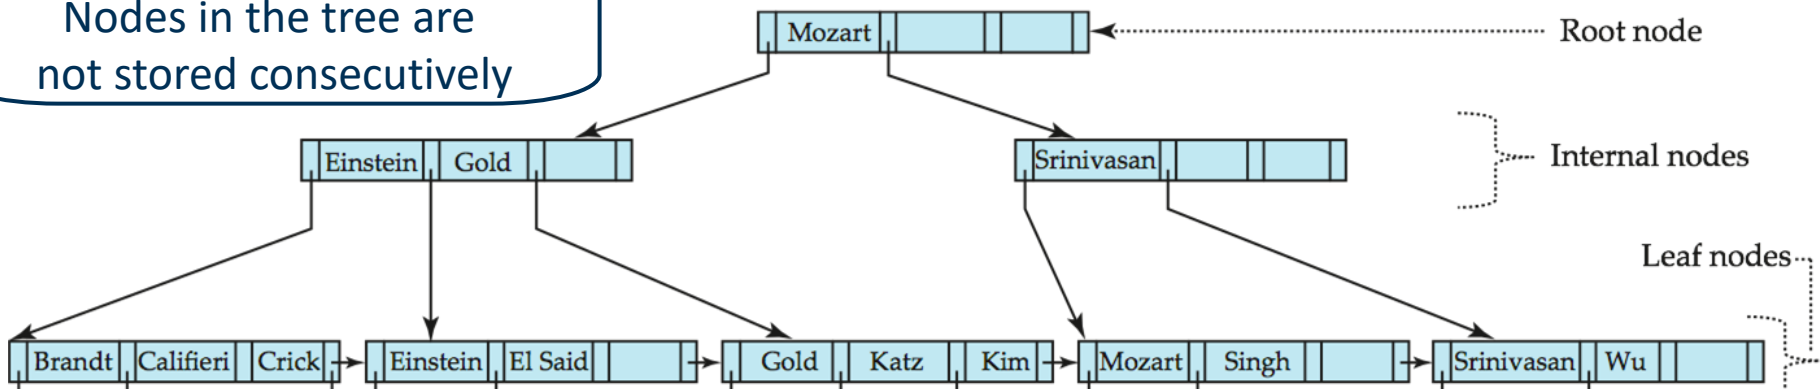 Nodes in the tree are
not stored consecutively
Mozart
Root node
Einstein Gold
Srinivasan
Internal nodes
Leaf nodes
Brandt Califieri Crick
Einstein El Said
Gold Katz Kim
Mozart Singh
Srinivasan Wu